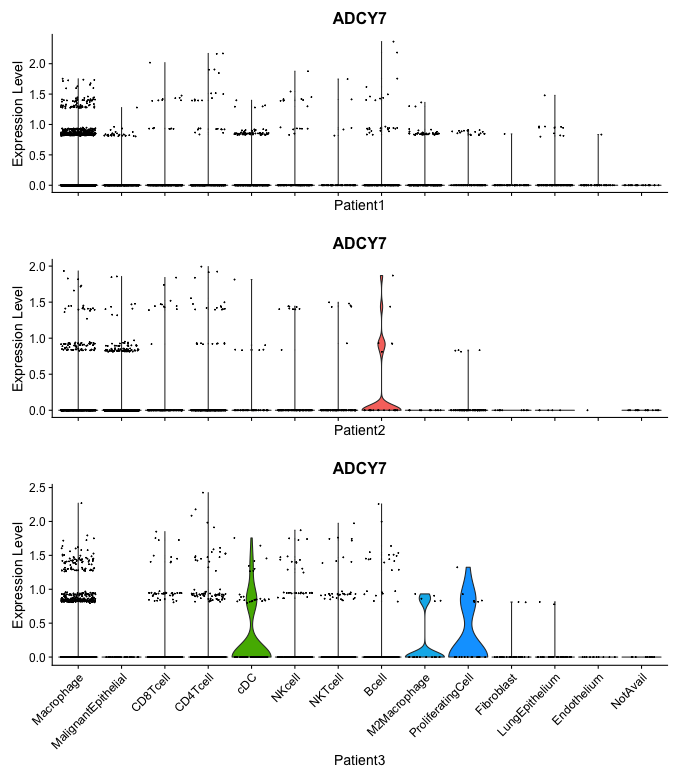 ADCY7
Expression Level
2.0
1.5
1.0
0.5
0.0
Patient1
ADCY7
Expression Level
2.0
1.5
1.0
0.5
0.0
Patient2
ADCY7
Expression Level
2.5
2.0
1.5
1.0
0.5
0.0
Macrophage
MalignantEpithelial
CD8Tcell
CD4Tcell
cDC
NKcell
NKTcell
Bcell
M2Macrophage
ProliferatingCell
Fibroblast
LungEpithelium
Endothelium
NotAvail
Patient3